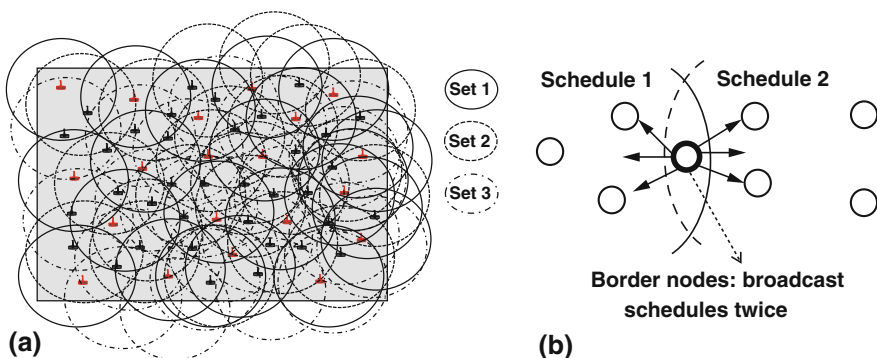 Set 1
Set 2
Set 3
(a)
Schedule 1
Schedule 2
Border nodes: broadcast
schedules twice
(b)